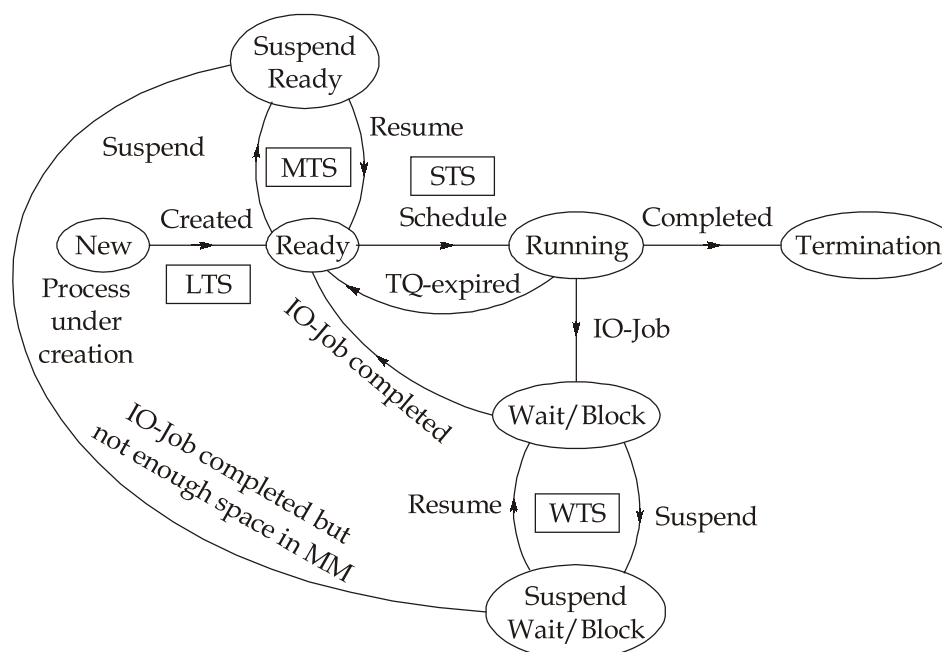 Suspend
Ready
Suspend
Resume
MTS
STS
Created
Schedule
Completed
New
Ready
Running
Termination
LTS
TQ-expired
Process
under
creation
IO-Job completed
IO-Job
Wait/Block
IO-Job completed but
not enough space in MM
Resume
WTS
Suspend
Suspend
Wait/Block